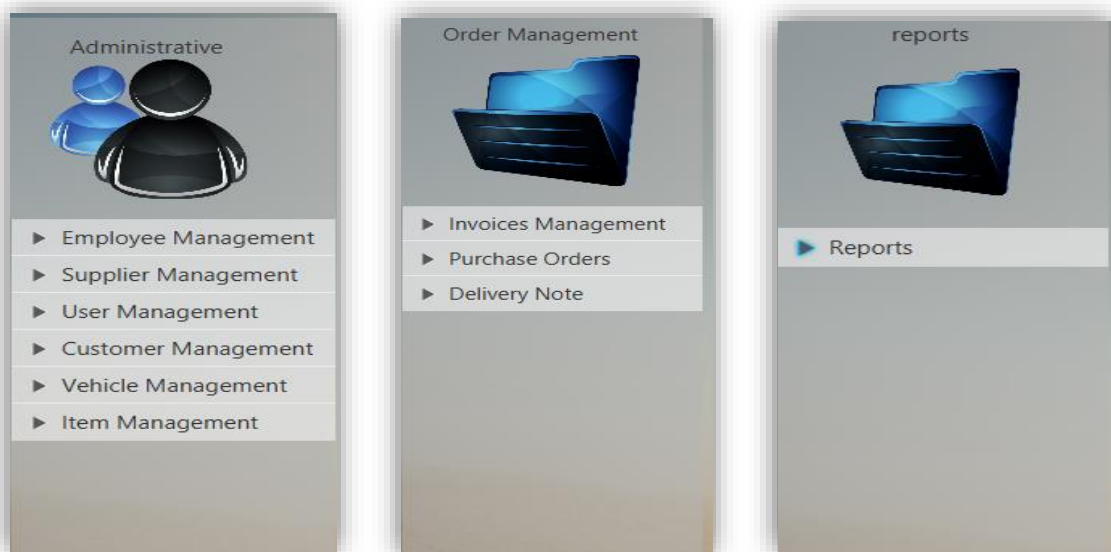 Administrative
Employee Management
Supplier Management
User Management
Customer Management
Vehicle Management
Item Management
Order Management
Invoices Management
Purchase Orders
Delivery Note
reports
Reports